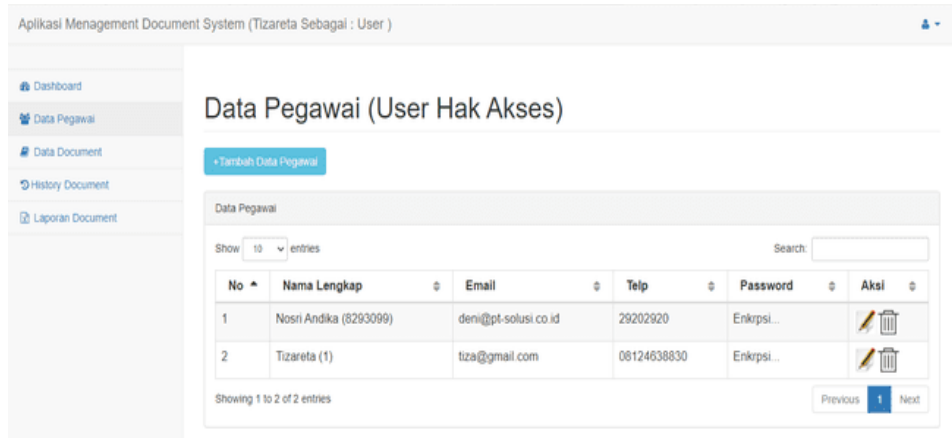 Aplikasi Menagement Document System (Tizareta Sebagai : User )
Dashboard
Data Pegawai
Data Document
History Document
Laporan Document
Data Pegawai (User Hak Akses)
+Tambah Data Pegawai
Data Pegawai
Show 10 entries Search:
No Nama Lengkap Email Telp Password Aksi
1 Nosri Andika (8293099) deni@pt-solusi.co.id 29202920 Enkrpsi...
2 Tizareta (1) tiza@gmail.com 08124638830 Enkrpsi...
Showing 1 to 2 of 2 entries Previous 1 Next